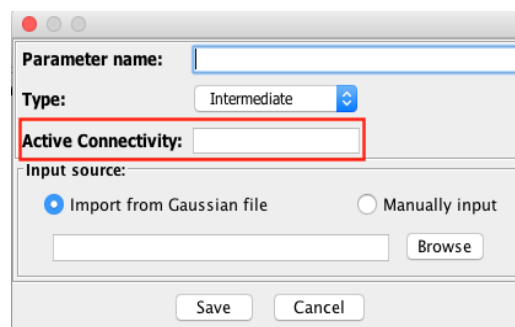 Parameter name:
Type: Intermediate
Active Connectivity:
Input source:
Import from Gaussian file Manually input
Browse
Save Cancel